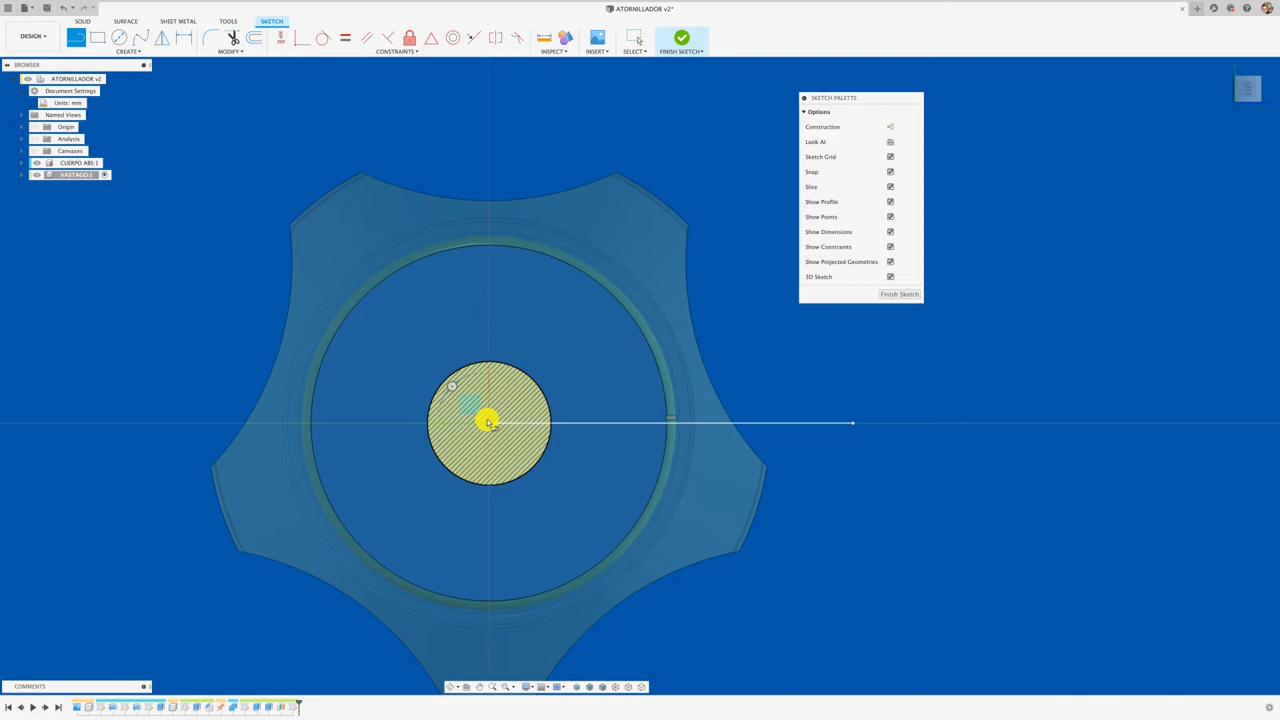 ATORNILLADOR v2*
DESIGN
SOLID
SURFACE
SHEET METAL
TOOLS
SKETCH
CREATE
MODIFY
CONSTRAINTS
INSPECT
INSERT
SELECT
FINISH SKETCH
BROWSER
ATORNILLADOR v2
Document Settings
Units: mm
Named Views
Origin
Analysis
Canvases
CUERPO ABS:1
VASTAGO:1
SKETCH PALETTE
Options
Construction
Look At
Sketch Grid
Snap
Slice
Show Profile
Show Points
Show Dimensions
Show Constraints
Show Projected Geometries
3D Sketch
Finish Sketch
COMMENTS